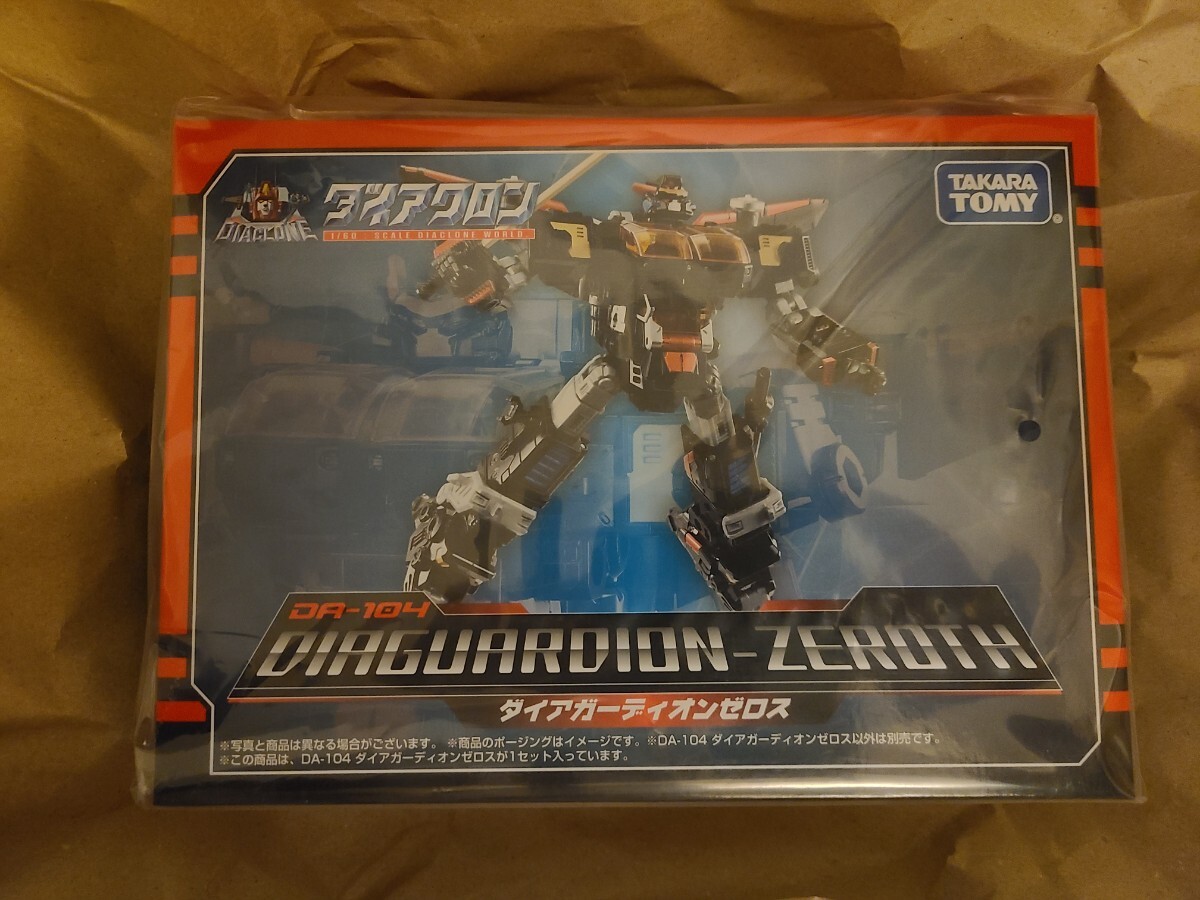 DIACLONE
ダイアクロン
1/60 SCALE DIACLONE WORLD
TAKARA
TOMY
®
DA-104
DIAGUARDION-ZEROTH
ダイアガーディオンゼロス
※写真と商品は異なる場合がございます。 ※商品のポージングはイメージです。※DA-104 ダイアガーディオンゼロス以外は別売です。
※この商品は、DA-104 ダイアガーディオンゼロスが1セット入っています。